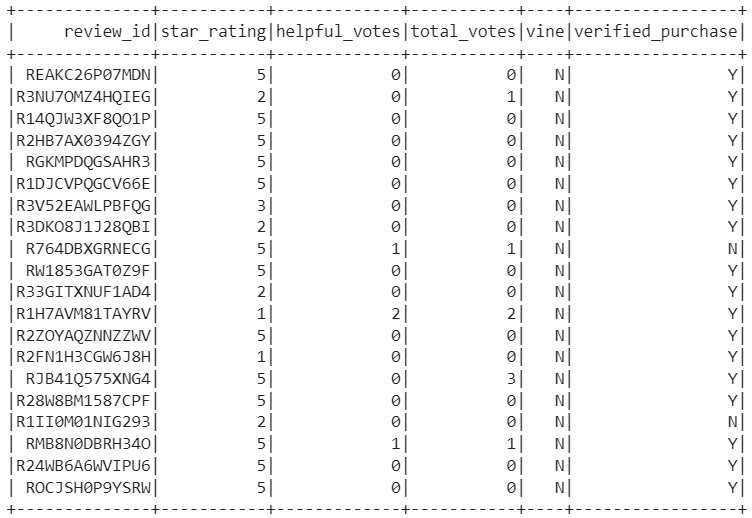 +--------------+-----------+-------------+-----------+----+-----------------+
|     review_id|star_rating|helpful_votes|total_votes|vine|verified_purchase|
+--------------+-----------+-------------+-----------+----+-----------------+
| REAKC26P07MDN|          5|            0|          0|   N|                Y|
|R3NU7OMZ4HQIEG|          2|            0|          1|   N|                Y|
|R14QJW3XF8QO1P|          5|            0|          0|   N|                Y|
|R2HB7AX0394ZGY|          5|            0|          0|   N|                Y|
| RGKMPDQGSAHR3|          5|            0|          0|   N|                Y|
|R1DJCVPQGCV66E|          5|            0|          0|   N|                Y|
|R3V52EAWLPBFQG|          3|            0|          0|   N|                Y|
|R3DKO8J1J28QBI|          2|            0|          0|   N|                Y|
| R764DBXGRNECG|          5|            1|          1|   N|                N|
| RW1853GAT0Z9F|          5|            0|          0|   N|                Y|
|R33GITXNUF1AD4|          2|            0|          0|   N|                Y|
|R1H7AVM81TAYRV|          1|            2|          2|   N|                Y|
|R2ZOYAQZNNZZWV|          5|            0|          0|   N|                Y|
|R2FN1H3CGW6J8H|          1|            0|          0|   N|                Y|
| RJB41Q575XNG4|          5|            0|          3|   N|                Y|
|R28W8BM1587CPF|          5|            0|          0|   N|                Y|
|R1II0M01NIG293|          2|            0|          0|   N|                N|
| RMB8N0DBRH34O|          5|            1|          1|   N|                Y|
|R24WB6A6WVIPU6|          5|            0|          0|   N|                Y|
| ROCJSH0P9YSRW|          5|            0|          0|   N|                Y|
+--------------+-----------+-------------+-----------+----+-----------------+